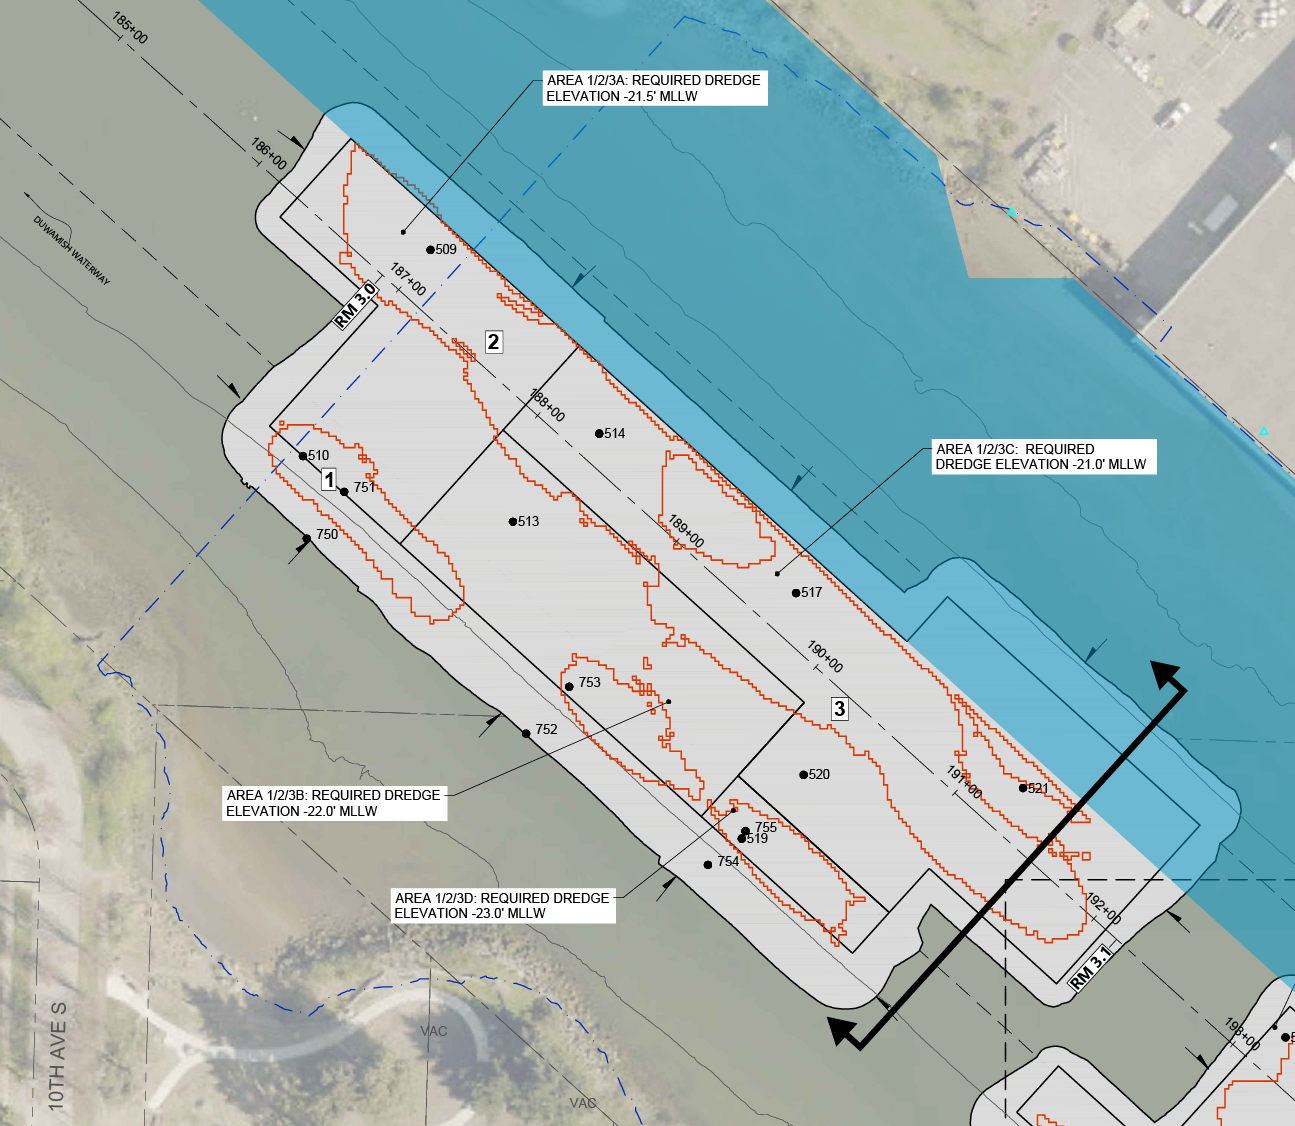 185+00
AREA 1/2/3A: REQUIRED DREDGE
ELEVATION -21.5' MLLW
186+00
DUWAMISH WATERWAY
509
187+00
RM 3.0
2
188+00
514
AREA 1/2/3C: REQUIRED
DREDGE ELEVATION -21.0' MLLW
510
1
751
513
189+00
750
517
190+00
753
3
752
520
191+00
521
AREA 1/2/3B: REQUIRED DREDGE
ELEVATION -22.0' MLLW
755
519
754
AREA 1/2/3D: REQUIRED DREDGE
ELEVATION -23.0' MLLW
192+00
RM 3.1
10TH AVE S
VAC
193+00
VAC